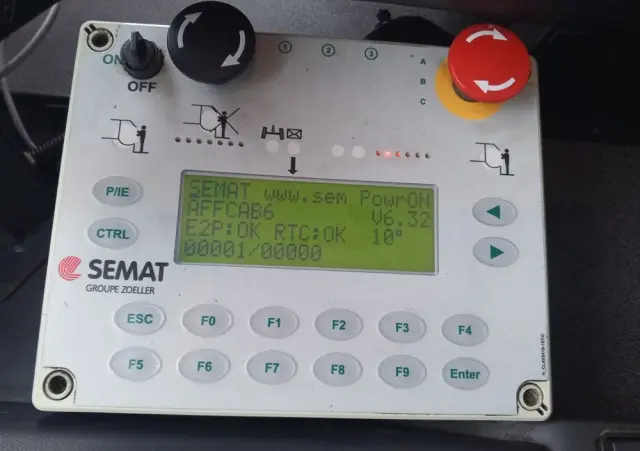 ON
OFF
1 2 3
A
B
C
SEMAT www.sem PowrON
AFFCAB6 V6.32
E2P:OK RTC:OK 10°
00001/00000
P/IE
CTRL
SEMAT
GROUPE ZOELLER
ESC F0 F1 F2 F3 F4
F5 F6 F7 F8 F9 Enter